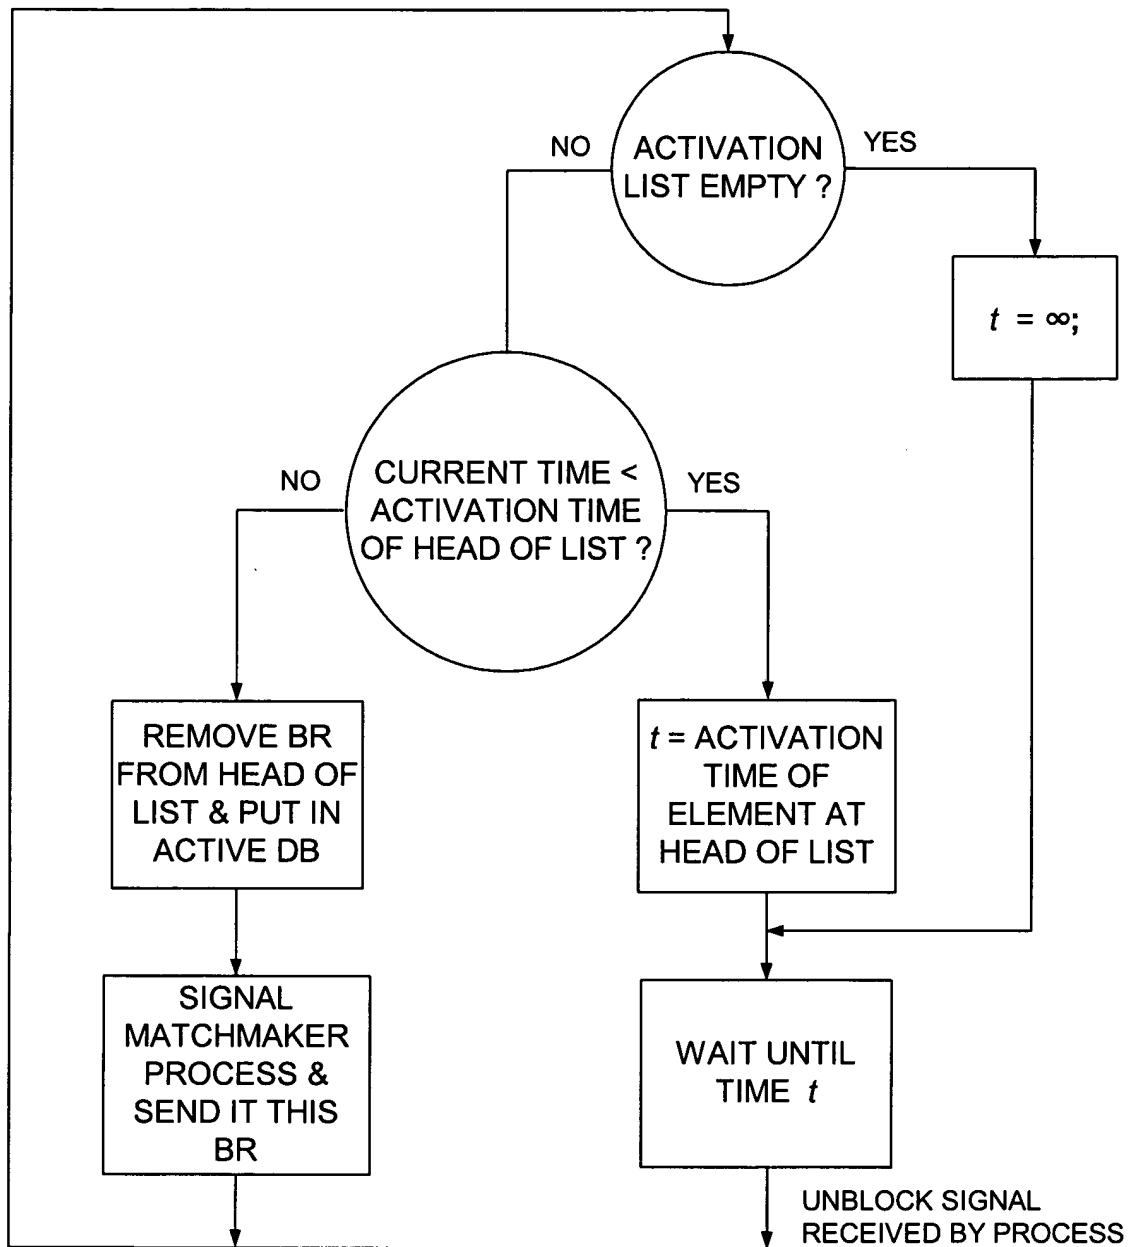 ACTIVATION
LIST EMPTY ?
NO
YES
t = ∞;
CURRENT TIME <
ACTIVATION TIME
OF HEAD OF LIST ?
NO
YES
REMOVE BR
FROM HEAD OF
LIST & PUT IN
ACTIVE DB
t = ACTIVATION
TIME OF
ELEMENT AT
HEAD OF LIST
SIGNAL
MATCHMAKER
PROCESS &
SEND IT THIS
BR
WAIT UNTIL
TIME t
UNBLOCK SIGNAL
RECEIVED BY PROCESS